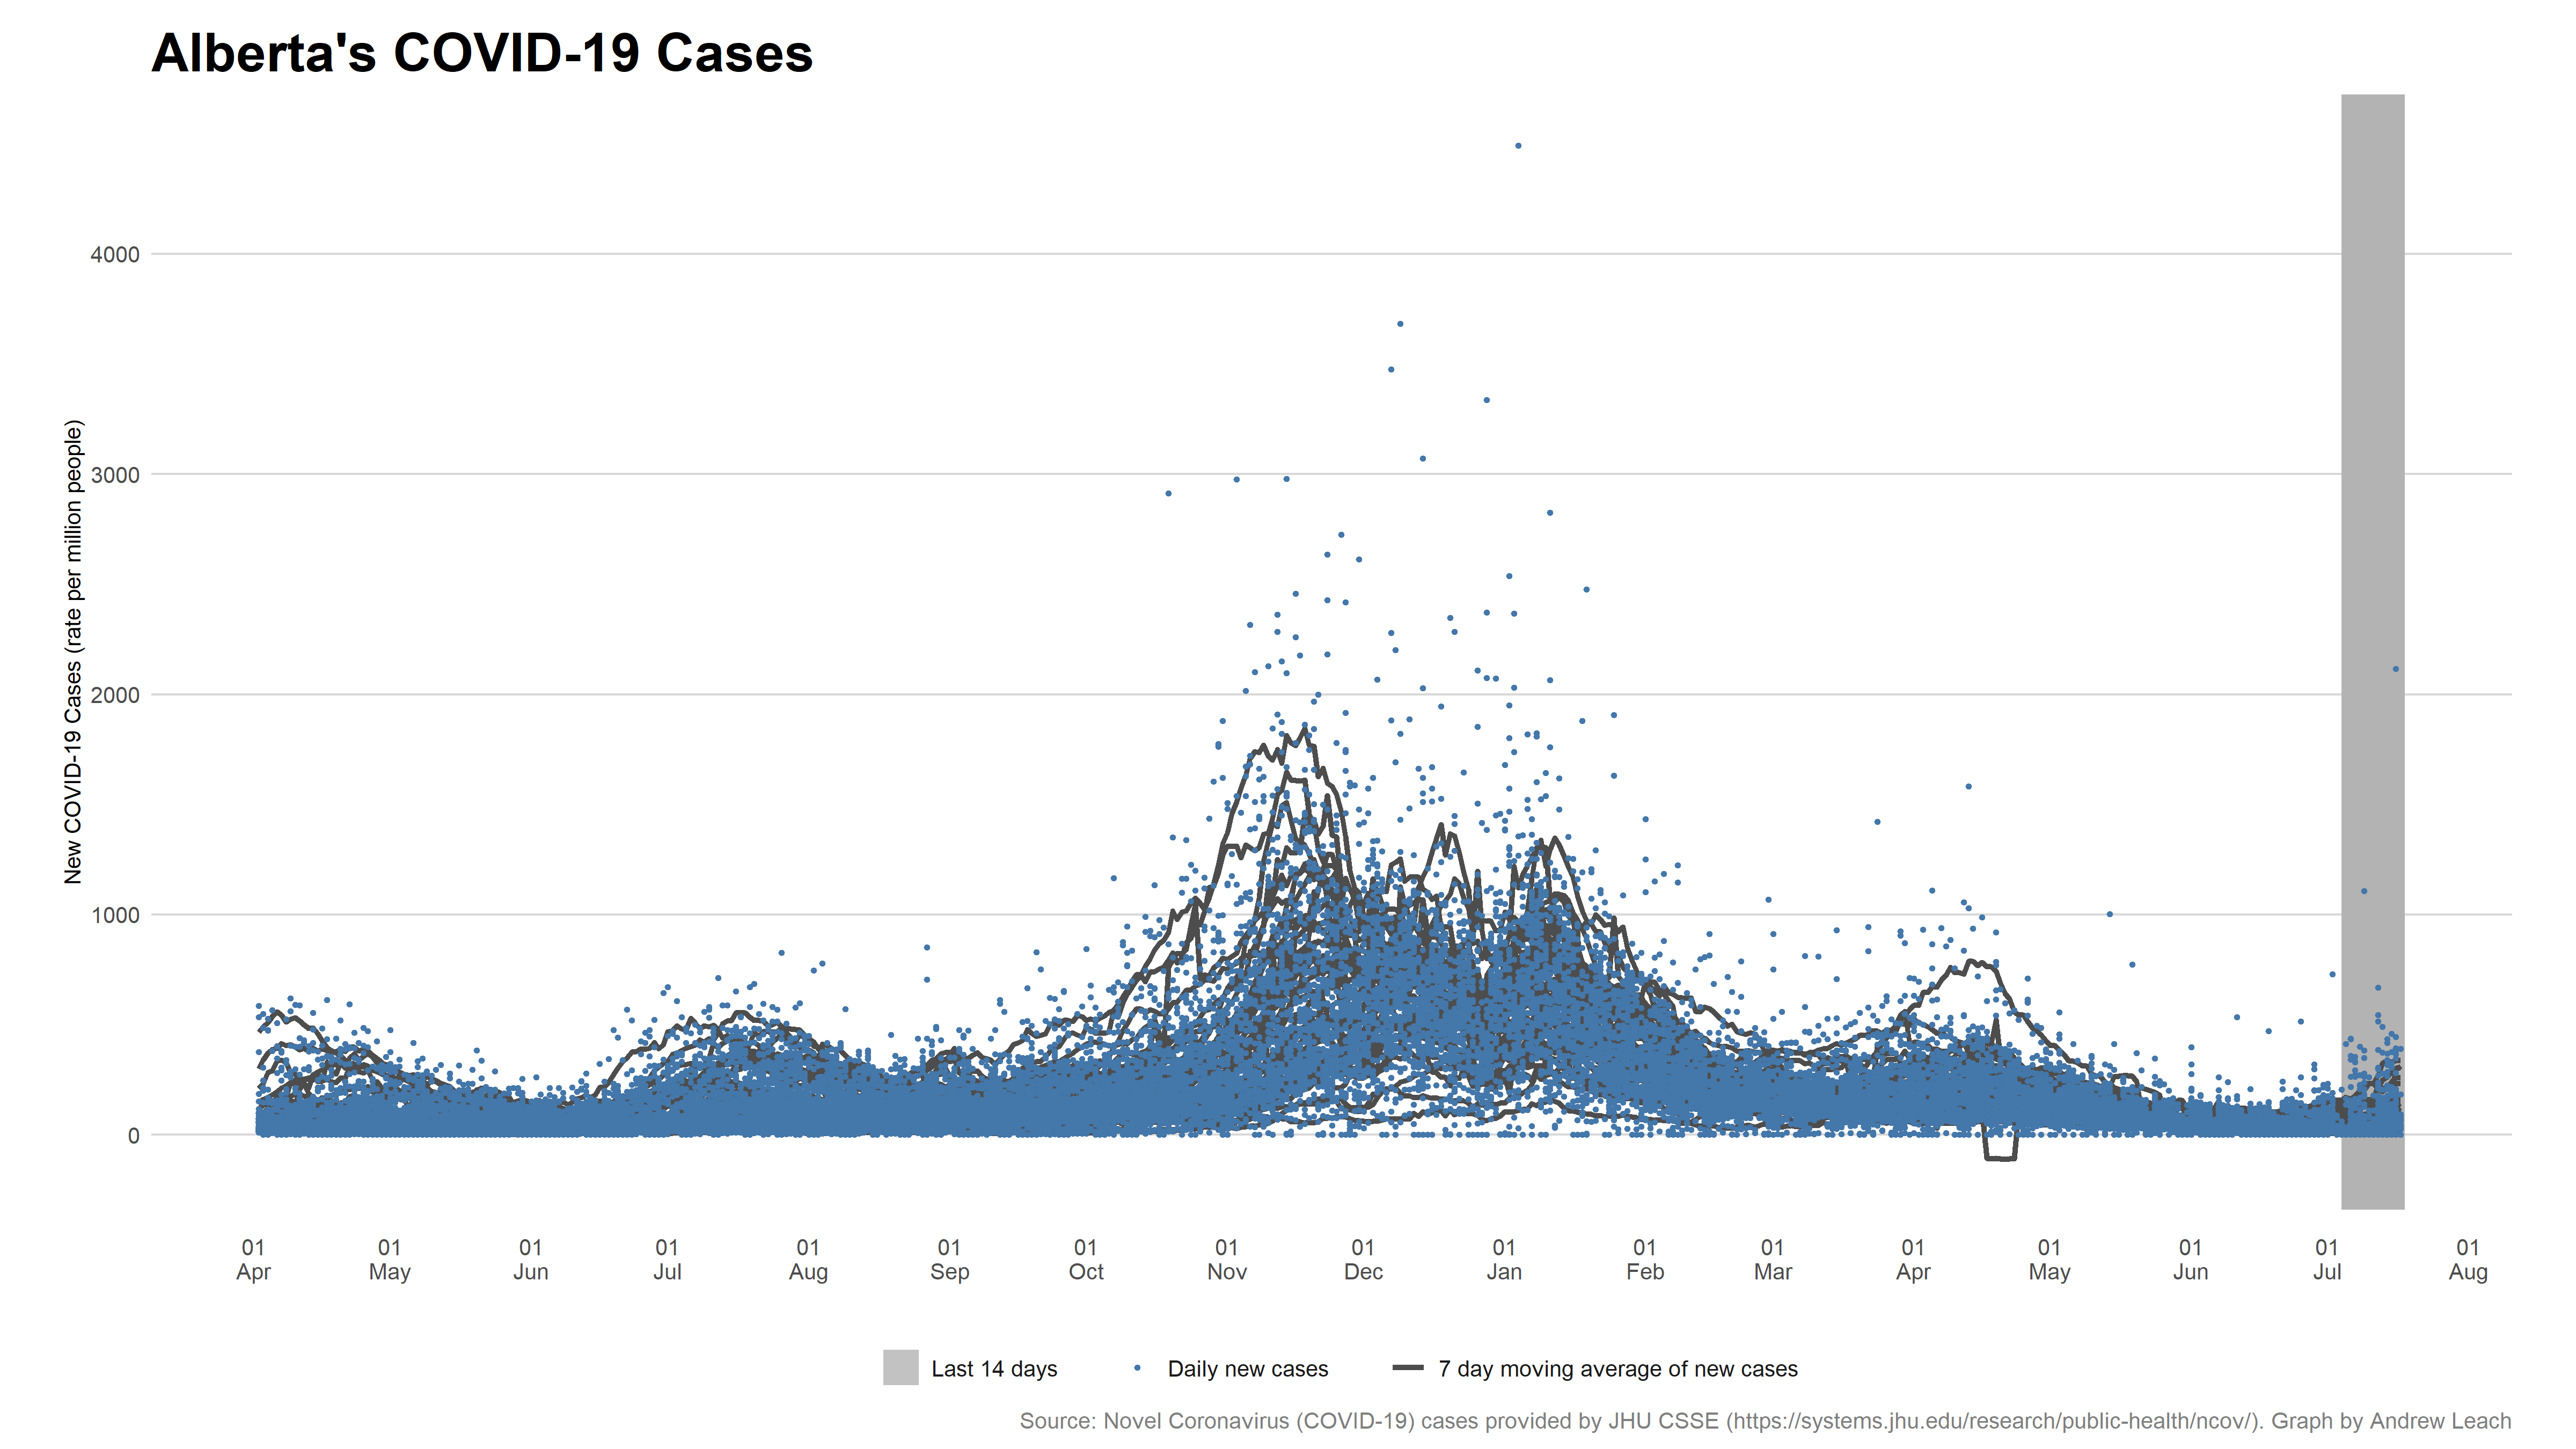 Alberta's COVID-19 Cases
New COVID-19 Cases (rate per million people)
4000
3000
2000
1000
0
01 Apr
01 May
01 Jun
01 Jul
01 Aug
01 Sep
01 Oct
01 Nov
01 Dec
01 Jan
01 Feb
01 Mar
01 Apr
01 May
01 Jun
01 Jul
01 Aug
Last 14 days
Daily new cases
7 day moving average of new cases
Source: Novel Coronavirus (COVID-19) cases provided by JHU CSSE (https://systems.jhu.edu/research/public-health/ncov/). Graph by Andrew Leach